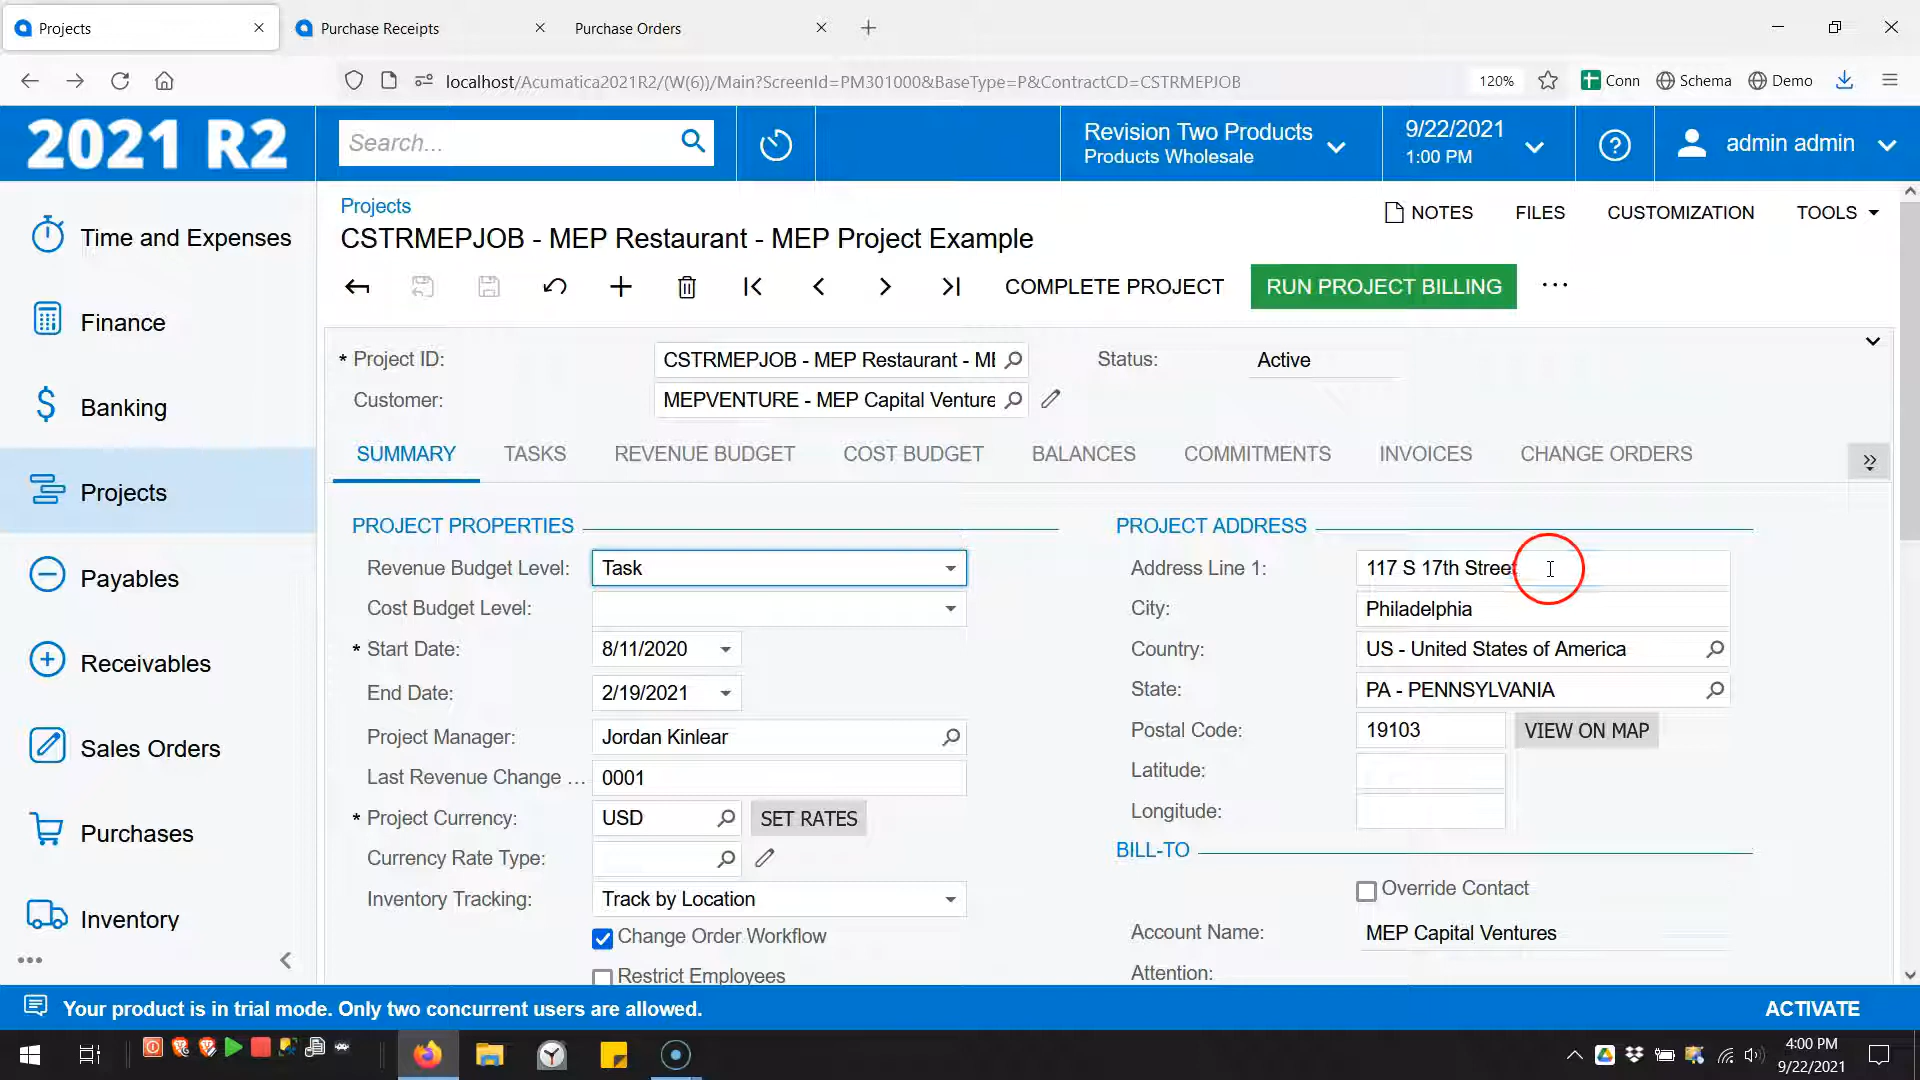 Projects
Purchase Receipts
Purchase Orders
localhost/Acumatica2021R2/(W(6))/Main?ScreenId=PM301000&BaseType=P&ContractCD=CSTRMEPJOB
120%
Conn
Schema
Demo
2021 R2
Search...
Revision Two Products
Products Wholesale
9/22/2021
1:00 PM
admin admin
Time and Expenses
Finance
Banking
Projects
Payables
Receivables
Sales Orders
Purchases
Inventory
Projects
NOTES
FILES
CUSTOMIZATION
TOOLS
CSTRMEPJOB - MEP Restaurant - MEP Project Example
COMPLETE PROJECT
RUN PROJECT BILLING
* Project ID:
CSTRMEPJOB - MEP Restaurant - ME
Status:
Active
Customer:
MEPVENTURE - MEP Capital Venture
SUMMARY
TASKS
REVENUE BUDGET
COST BUDGET
BALANCES
COMMITMENTS
INVOICES
CHANGE ORDERS
PROJECT PROPERTIES
Revenue Budget Level:
Task
Cost Budget Level:
* Start Date:
8/11/2020
End Date:
2/19/2021
Project Manager:
Jordan Kinlear
Last Revenue Change ...
0001
* Project Currency:
USD
SET RATES
Currency Rate Type:
Inventory Tracking:
Track by Location
Change Order Workflow
Restrict Employees
PROJECT ADDRESS
Address Line 1:
117 S 17th Street
City:
Philadelphia
Country:
US - United States of America
State:
PA - PENNSYLVANIA
Postal Code:
19103
VIEW ON MAP
Latitude:
Longitude:
BILL-TO
Override Contact
Account Name:
MEP Capital Ventures
Attention:
Your product is in trial mode. Only two concurrent users are allowed.
ACTIVATE
4:00 PM
9/22/2021